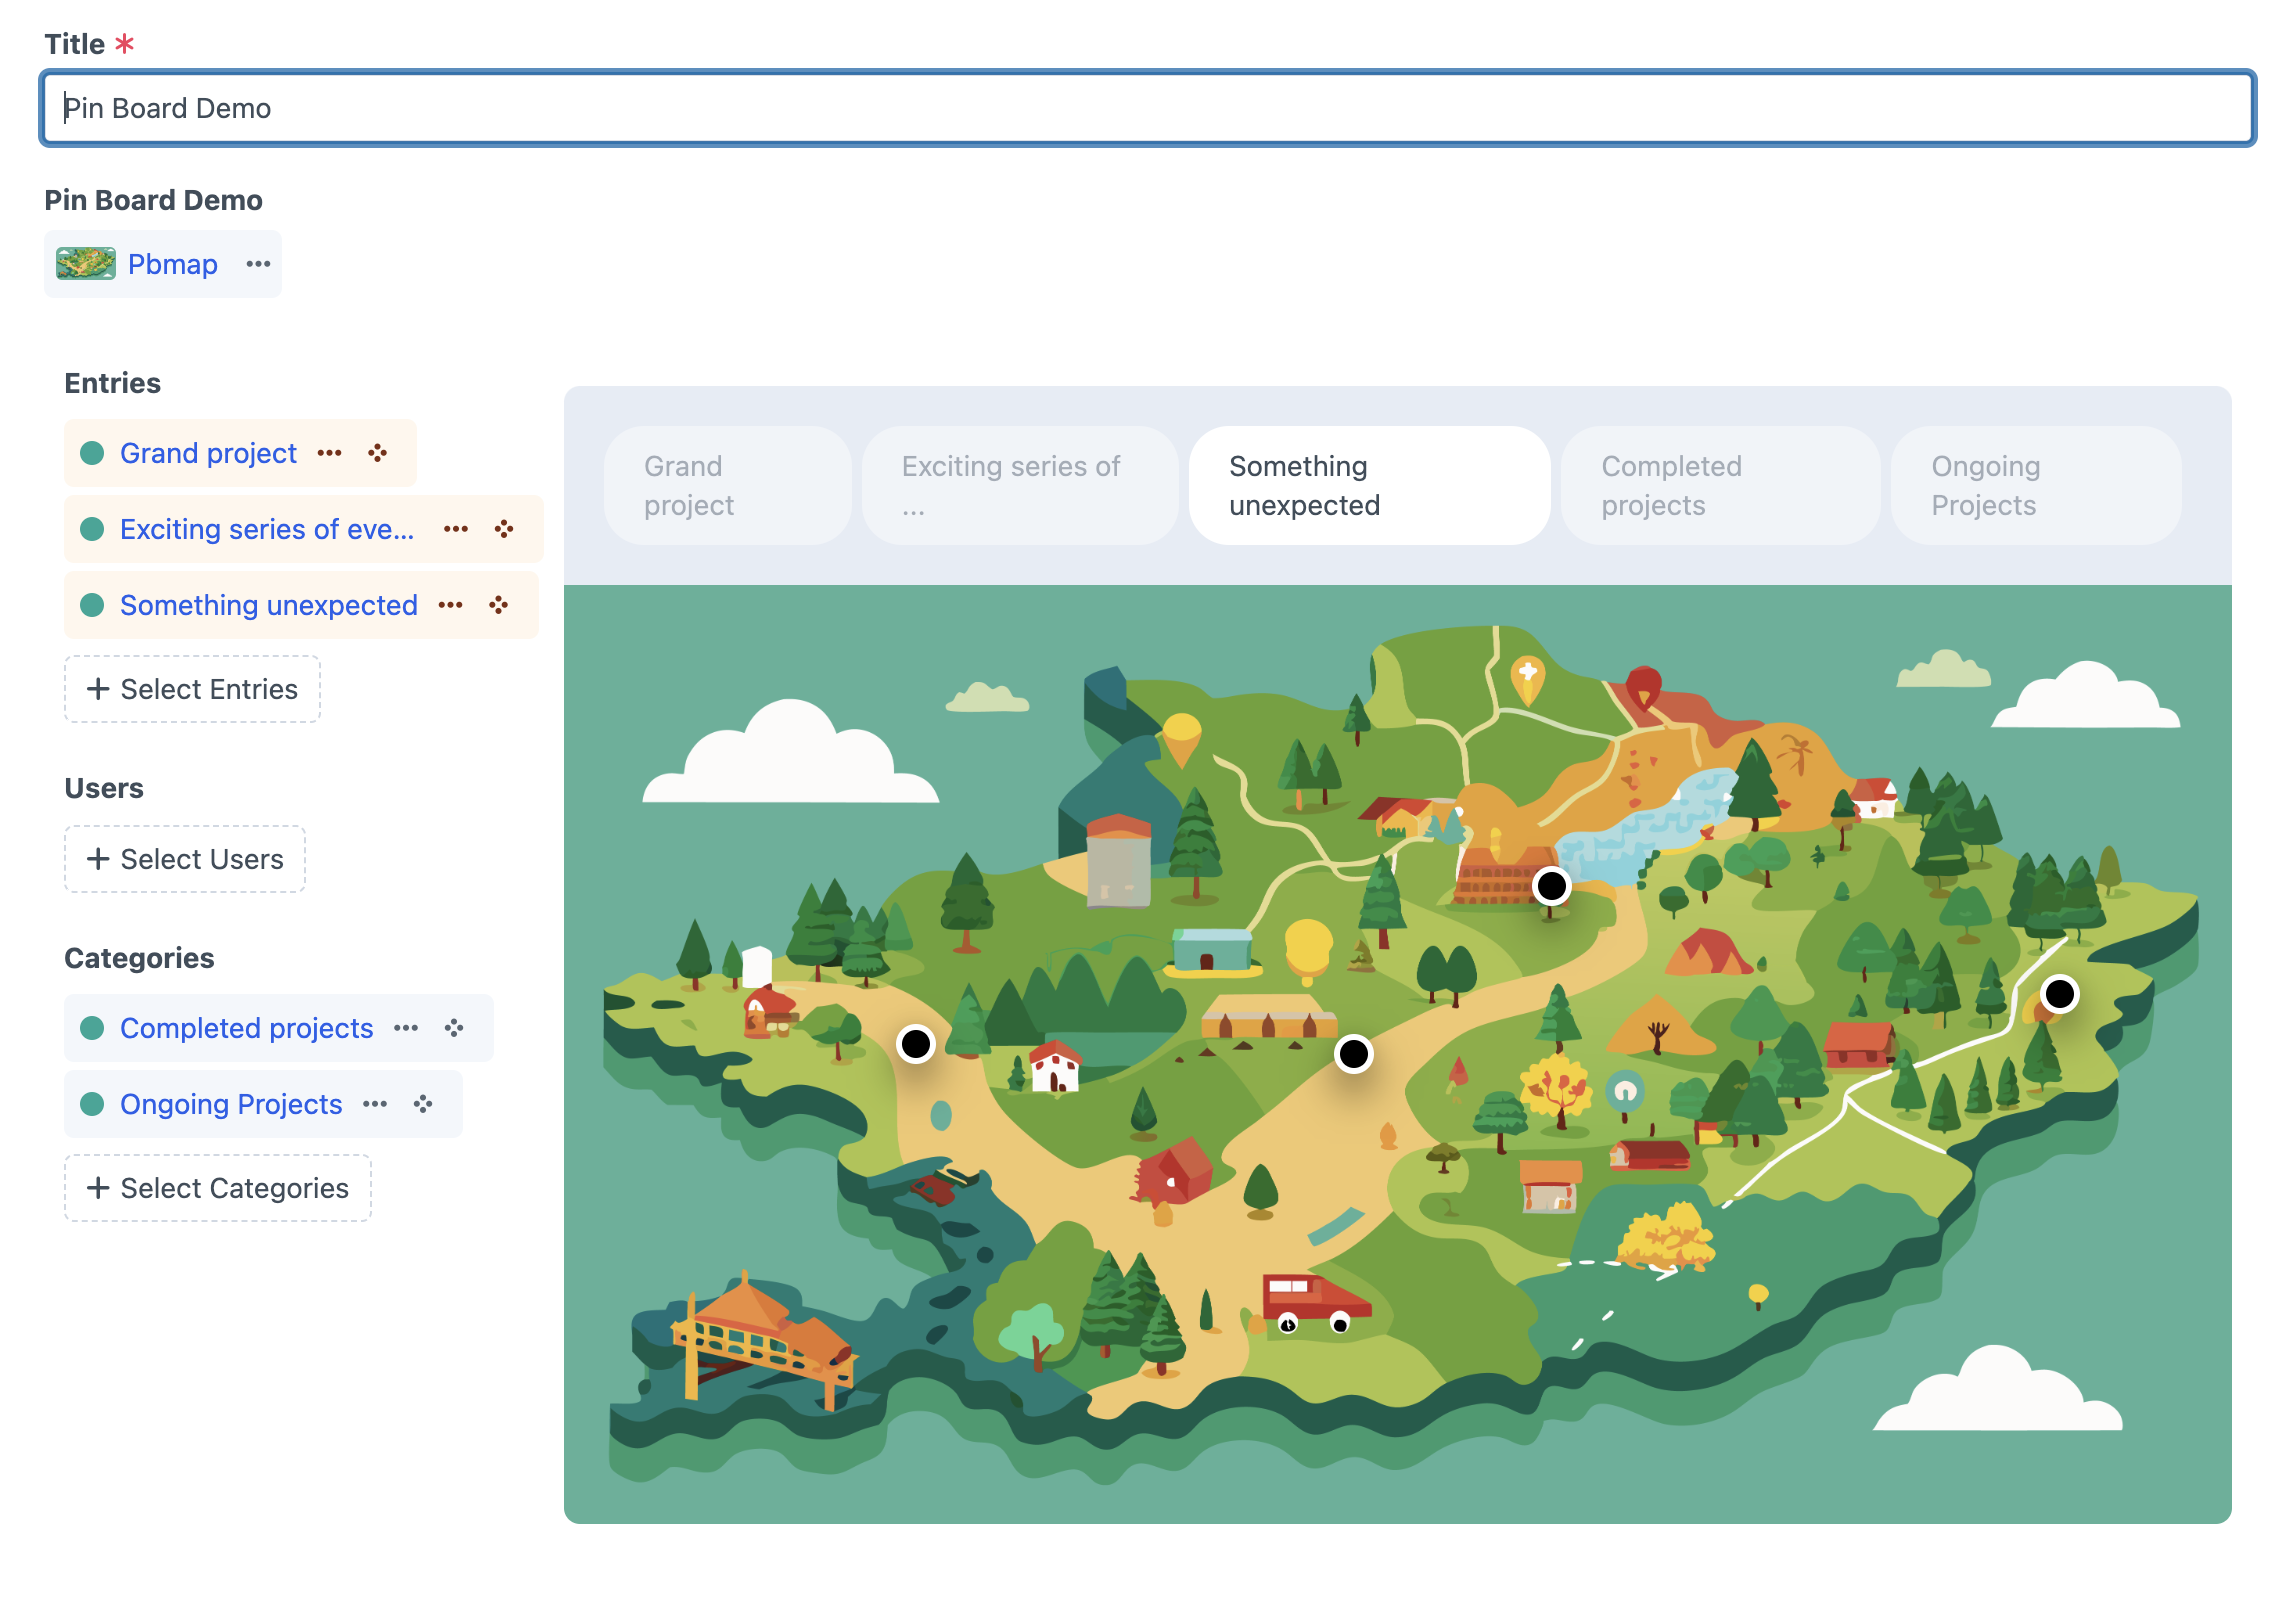 Title *
Pin Board Demo
Pin Board Demo
Pbmap
Entries
Grand project
Exciting series of eve...
Something unexpected
+ Select Entries
Users
+ Select Users
Categories
Completed projects
Ongoing Projects
+ Select Categories
Grand
project
Exciting series of
...
Something
unexpected
Completed
projects
Ongoing
Projects